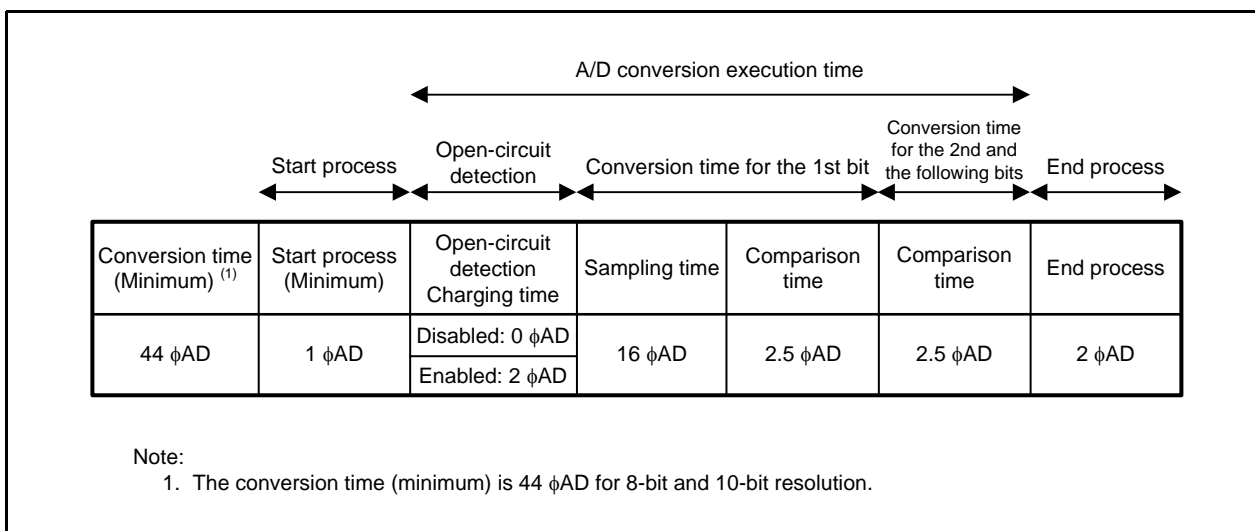 A/D conversion execution time
Start process
Open-circuit
detection
Conversion time for the 1st bit
Conversion time
for the 2nd and
the following bits
End process
Conversion time
(Minimum) (1)
Start process
(Minimum)
Open-circuit
detection
Charging time
Sampling time
Comparison
time
Comparison
time
End process
44 ϕAD
1 ϕAD
Disabled: 0 ϕAD
Enabled: 2 ϕAD
16 ϕAD
2.5 ϕAD
2.5 ϕAD
2 ϕAD
Note:
1. The conversion time (minimum) is 44 ϕAD for 8-bit and 10-bit resolution.